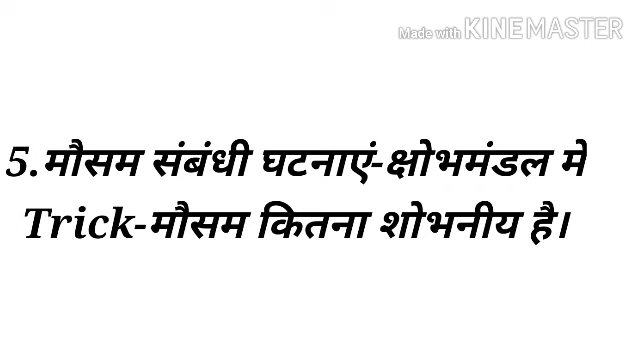 Made with KINEMASTER
5.मौसम संबंधी घटनाएं-क्षोभमंडल मे
Trick-मौसम कितना शोभनीय है।